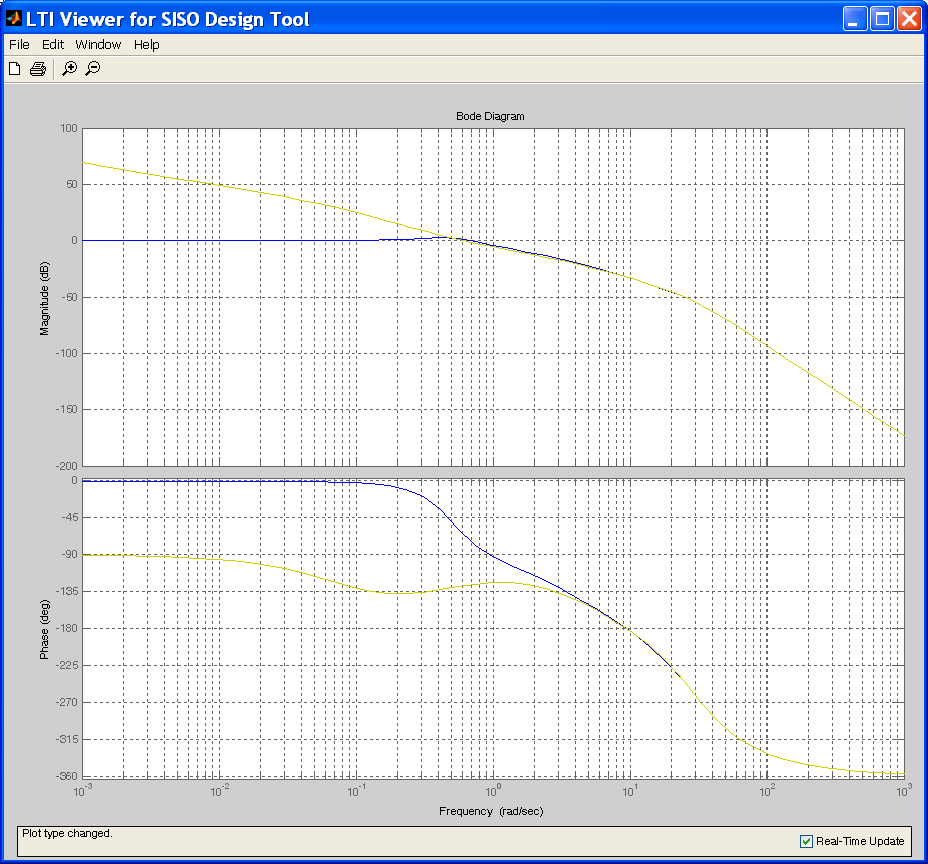 LTI Viewer for SISO Design Tool
File Edit Window Help
Bode Diagram
100
50
0
-50
-100
-150
-200
Magnitude (dB)
0
-45
-90
-135
-180
-225
-270
-315
-360
Phase (deg)
10^-3 10^-2 10^-1 10^0 10^1 10^2 10^3
Frequency (rad/sec)
Plot type changed.
Real-Time Update